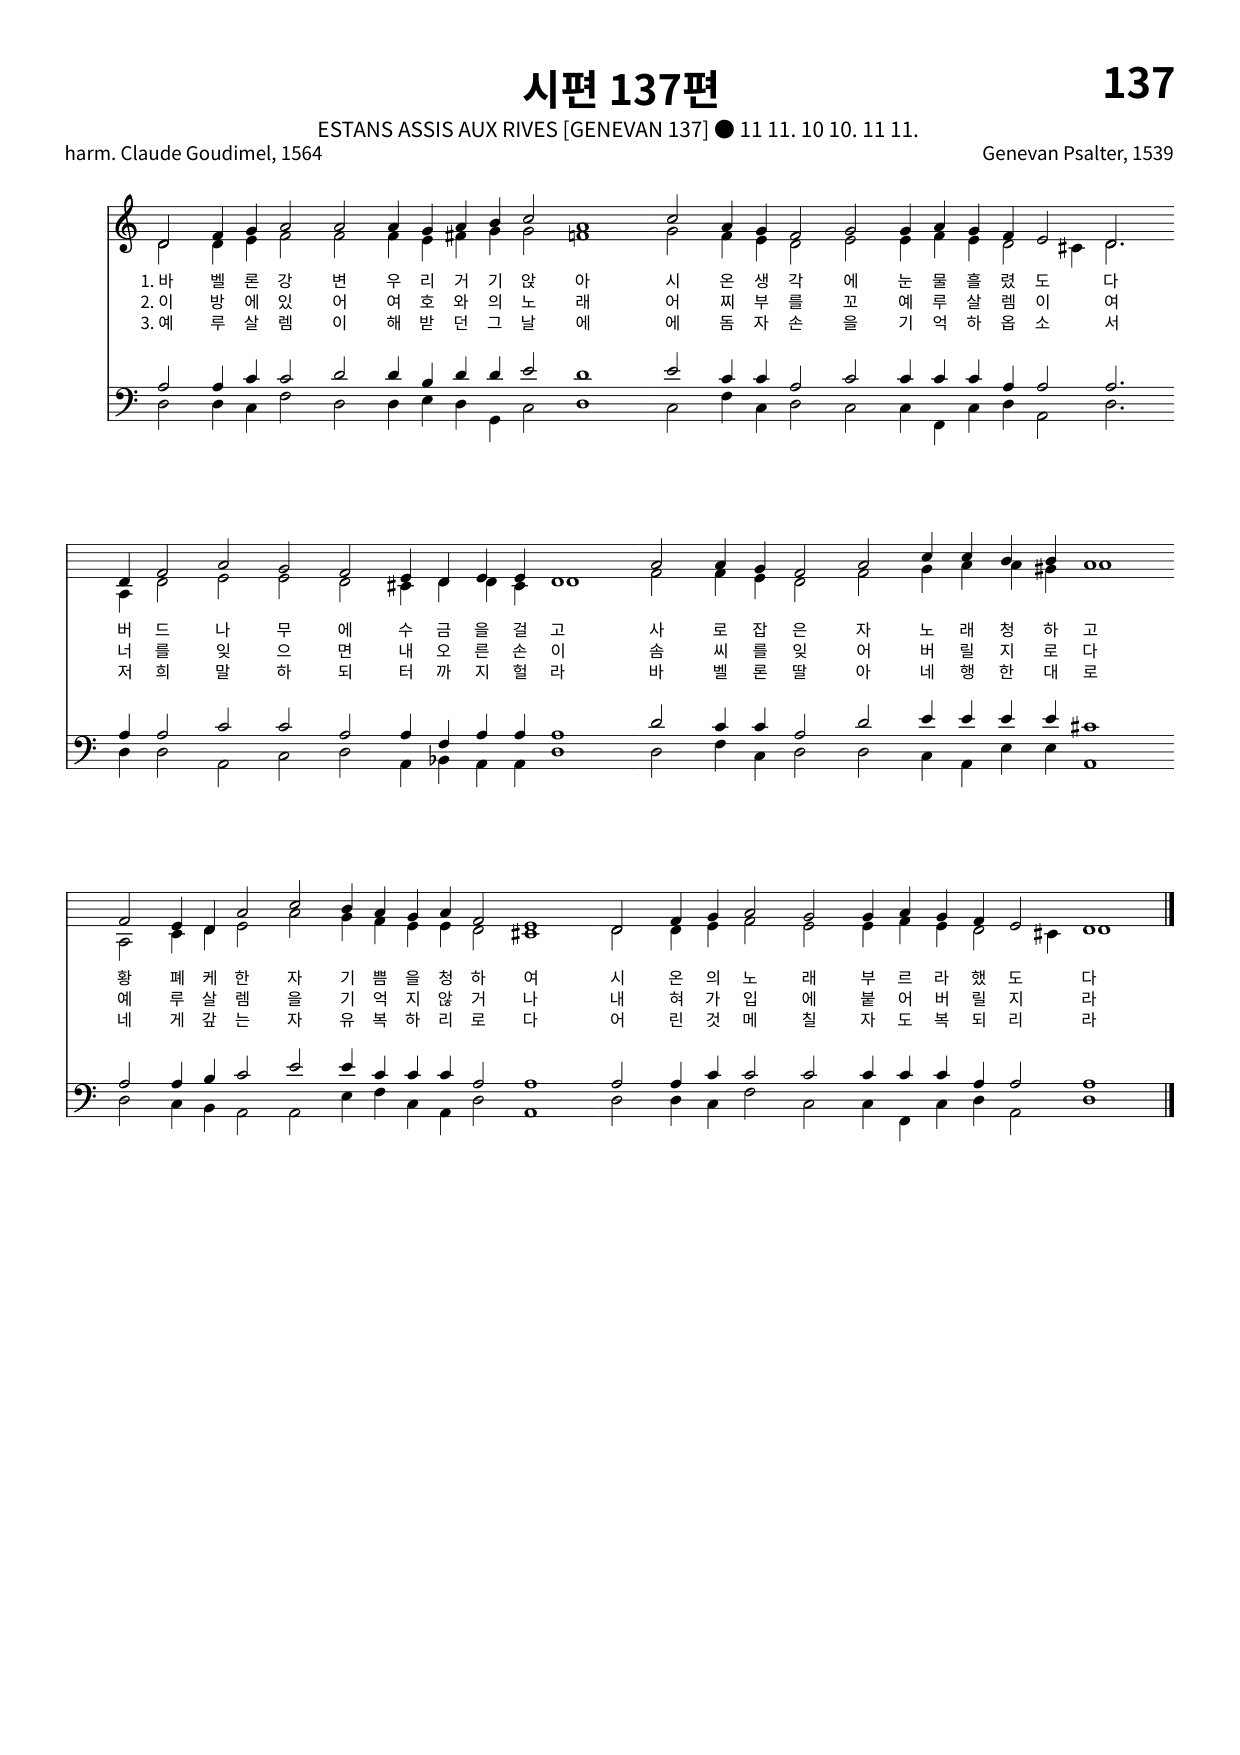 시편 137편
137
ESTANS ASSIS AUX RIVES [GENEVAN 137] ● 11 11. 10 10. 11 11.
harm. Claude Goudimel, 1564
Genevan Psalter, 1539
1. 바 벨 론 강 변 우 리 거 기 앉 아 시 온 생 각 에 눈 물 흘 렸 도 다
2. 이 방 에 있 어 여 호 와 의 노 래 어 찌 부 를 꼬 예 루 살 렘 이 여
3. 예 루 살 렘 이 해 받 던 그 날 에 에 돔 자 손 을 기 억 하 옵 소 서
버 드 나 무 에 수 금 을 걸 고 사 로 잡 은 자 노 래 청 하 고
너 를 잊 으 면 내 오 른 손 이 솜 씨 를 잊 어 버 릴 지 로 다
저 희 말 하 되 터 까 지 헐 라 바 벨 론 딸 아 네 행 한 대 로
황 폐 케 한 자 기 쁨 을 청 하 여 시 온 의 노 래 부 르 라 했 도 다
예 루 살 렘 을 기 억 지 않 거 나 내 혀 가 입 에 붙 어 버 릴 지 라
네 게 갚 는 자 유 복 하 리 로 다 어 린 것 메 칠 자 도 복 되 리 라